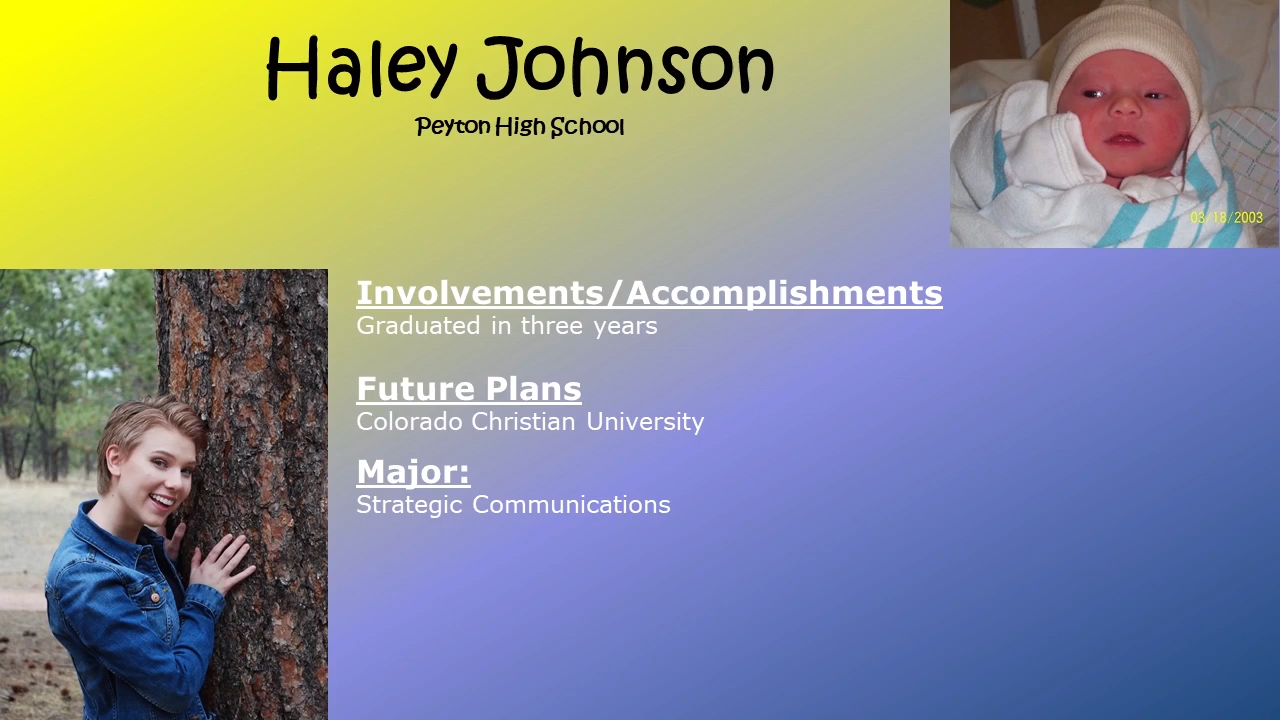 Haley Johnson
Peyton High School
03/18/2003
Involvements/Accomplishments
Graduated in three years
Future Plans
Colorado Christian University
Major:
Strategic Communications